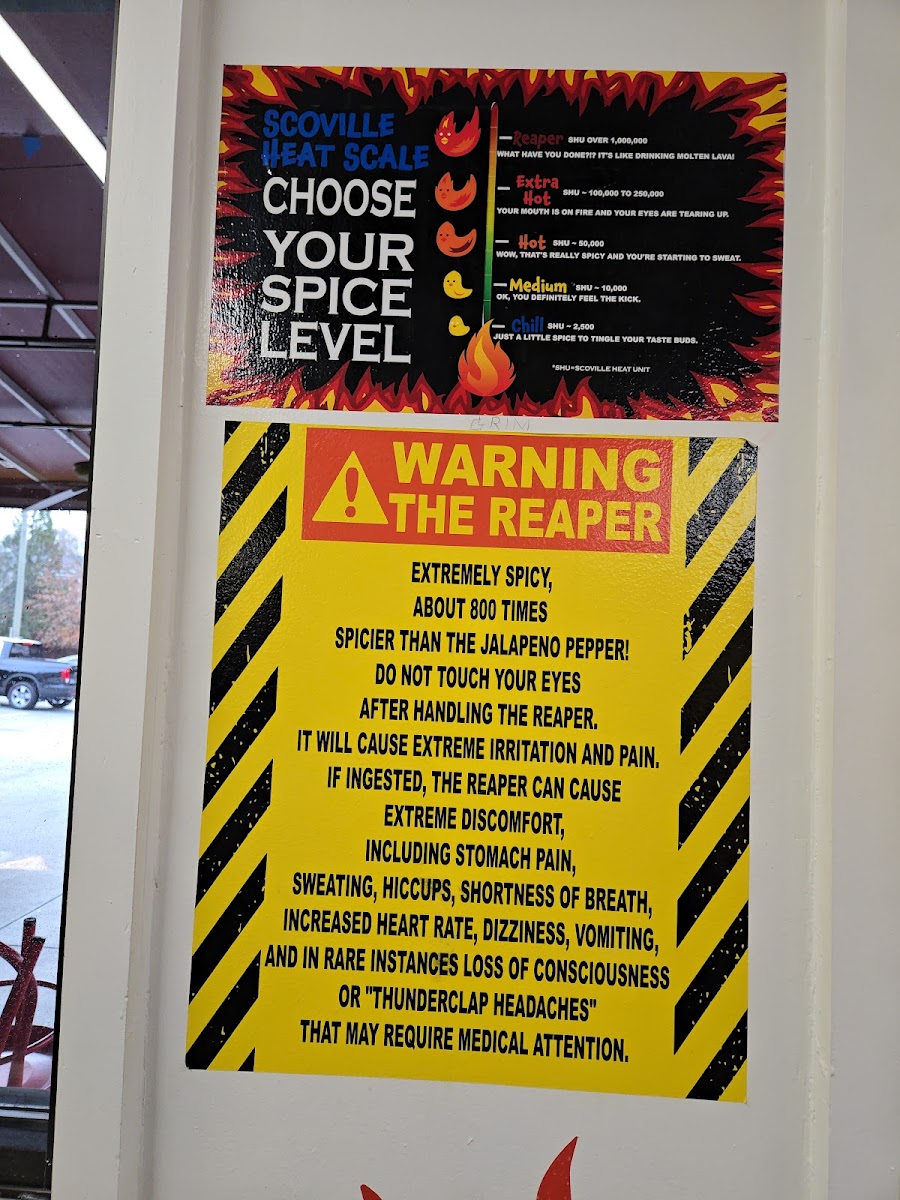 SCOVILLE
HEAT SCALE
CHOOSE
YOUR
SPICE
LEVEL
Reaper SHU OVER 1,000,000
WHAT HAVE YOU DONE?!? IT'S LIKE DRINKING MOLTEN LAVA!
Extra
Hot SHU ~ 100,000 TO 250,000
YOUR MOUTH IS ON FIRE AND YOUR EYES ARE TEARING UP.
Hot SHU ~ 50,000
WOW, THAT'S REALLY SPICY AND YOU'RE STARTING TO SWEAT.
Medium SHU ~ 10,000
OK, YOU DEFINITELY FEEL THE KICK.
Chill SHU ~ 2,500
JUST A LITTLE SPICE TO TINGLE YOUR TASTE BUDS.
*SHU=SCOVILLE HEAT UNIT
GRIM
WARNING
THE REAPER
EXTREMELY SPICY,
ABOUT 800 TIMES
SPICIER THAN THE JALAPENO PEPPER!
DO NOT TOUCH YOUR EYES
AFTER HANDLING THE REAPER.
IT WILL CAUSE EXTREME IRRITATION AND PAIN.
IF INGESTED, THE REAPER CAN CAUSE
EXTREME DISCOMFORT,
INCLUDING STOMACH PAIN,
SWEATING, HICCUPS, SHORTNESS OF BREATH,
INCREASED HEART RATE, DIZZINESS, VOMITING,
AND IN RARE INSTANCES LOSS OF CONSCIOUSNESS
OR "THUNDERCLAP HEADACHES"
THAT MAY REQUIRE MEDICAL ATTENTION.